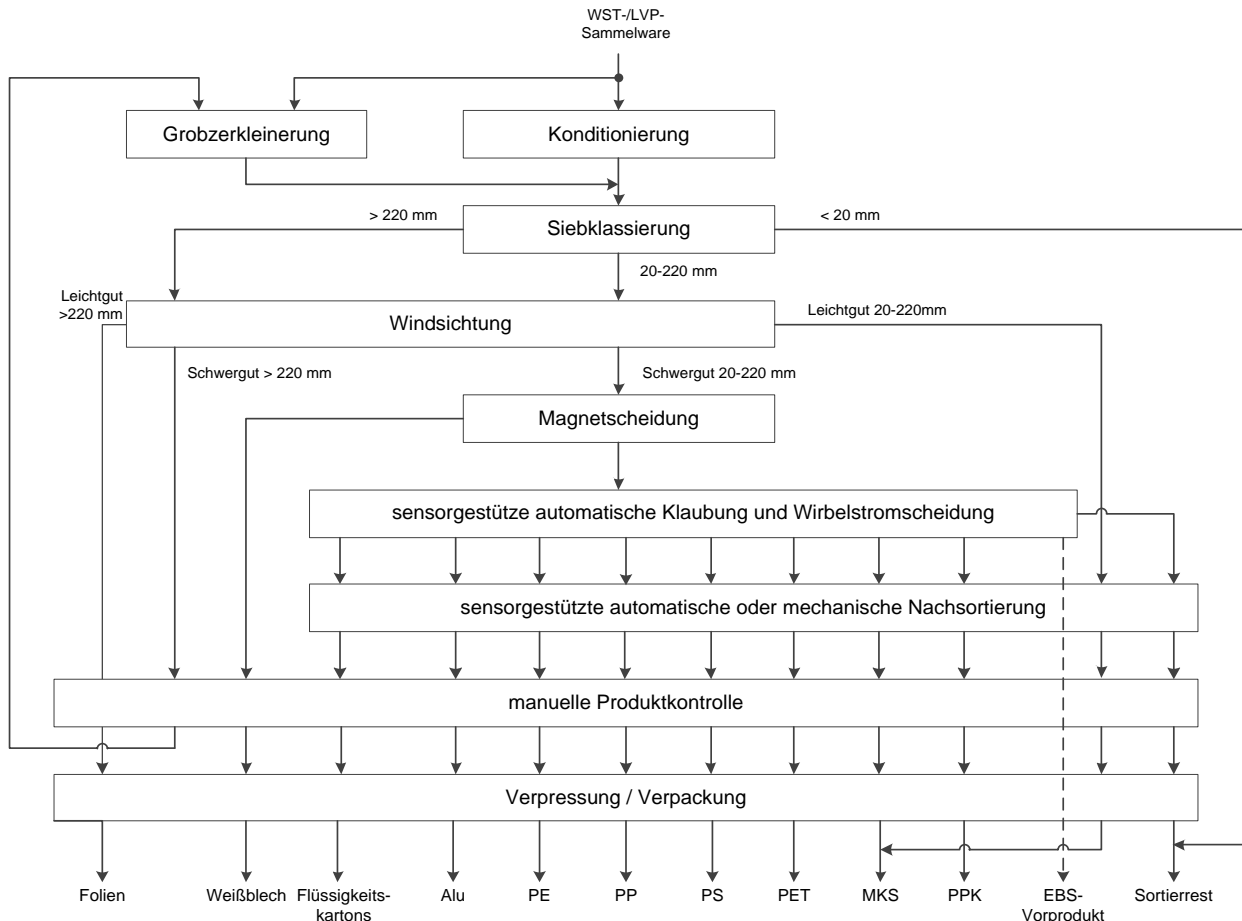 WST-/LVP-
Sammelware
Grobzerkleinerung
Konditionierung
> 220 mm
Siebklassierung
< 20 mm
20-220 mm
Leichtgut
>220 mm
Windsichtung
Leichtgut 20-220mm
Schwergut > 220 mm
Schwergut 20-220 mm
Magnetscheidung
sensorgestütze automatische Klaubung und Wirbelstromscheidung
sensorgestützte automatische oder mechanische Nachsortierung
manuelle Produktkontrolle
Verpressung / Verpackung
Folien
Weißblech
Flüssigkeits-
kartons
Alu
PE
PP
PS
PET
MKS
PPK
EBS-
Vorprodukt
Sortierrest